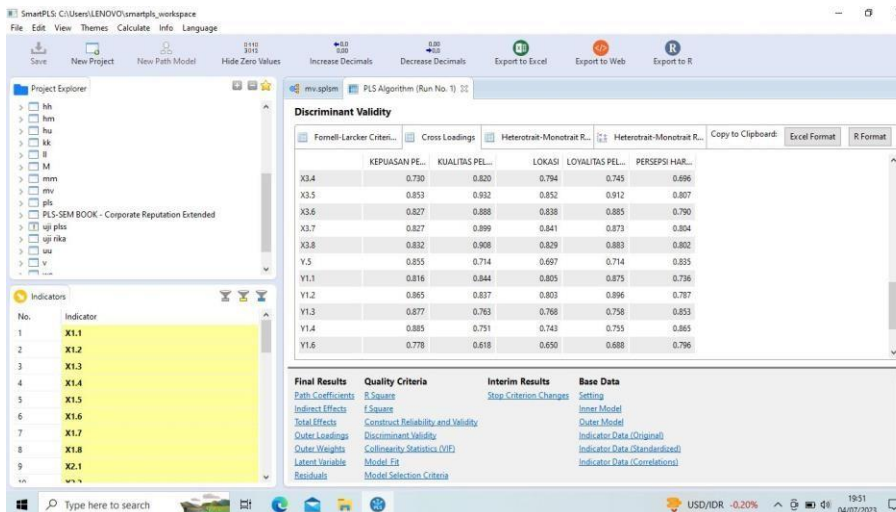 SmartPLS: C:\Users\LENOVO\smartpls_workspace
File Edit View Themes Calculate Info Language
Save New Project New Path Model Hide Zero Values Increase Decimals Decrease Decimals Export to Excel Export to Web Export to R
Project Explorer
hh
hm
hu
kk
ll
M
mm
mv
pls
PLS-SEM BOOK - Corporate Reputation Extended
uji plss
uji rika
uu
v
Indicators
No. Indicator
1 X1.1
2 X1.2
3 X1.3
4 X1.4
5 X1.5
6 X1.6
7 X1.7
8 X1.8
9 X2.1
mv.splsm PLS Algorithm (Run No. 1)
Discriminant Validity
Fornell-Larcker Criteri... Cross Loadings Heterotrait-Monotrait R... Heterotrait-Monotrait R... Copy to Clipboard: Excel Format R Format
KEPUASAN PE... KUALITAS PEL... LOKASI LOYALITAS PEL... PERSEPSI HAR...
X3.4 0.730 0.820 0.794 0.745 0.696
X3.5 0.853 0.932 0.852 0.912 0.807
X3.6 0.827 0.888 0.838 0.885 0.790
X3.7 0.827 0.899 0.841 0.873 0.804
X3.8 0.832 0.908 0.829 0.883 0.802
Y.5 0.855 0.714 0.697 0.714 0.835
Y1.1 0.816 0.844 0.805 0.875 0.736
Y1.2 0.865 0.837 0.803 0.896 0.787
Y1.3 0.877 0.763 0.768 0.758 0.853
Y1.4 0.885 0.751 0.743 0.755 0.865
Y1.6 0.778 0.618 0.650 0.688 0.796
Final Results Quality Criteria Interim Results Base Data
Path Coefficients R Square Stop Criterion Changes Setting
Indirect Effects f Square Inner Model
Total Effects Construct Reliability and Validity Outer Model
Outer Loadings Discriminant Validity Indicator Data (Original)
Outer Weights Collinearity Statistics (VIF) Indicator Data (Standardized)
Latent Variable Model_Fit Indicator Data (Correlations)
Residuals Model Selection Criteria
Type here to search USD/IDR -0.20% 19:51
04/07/2023